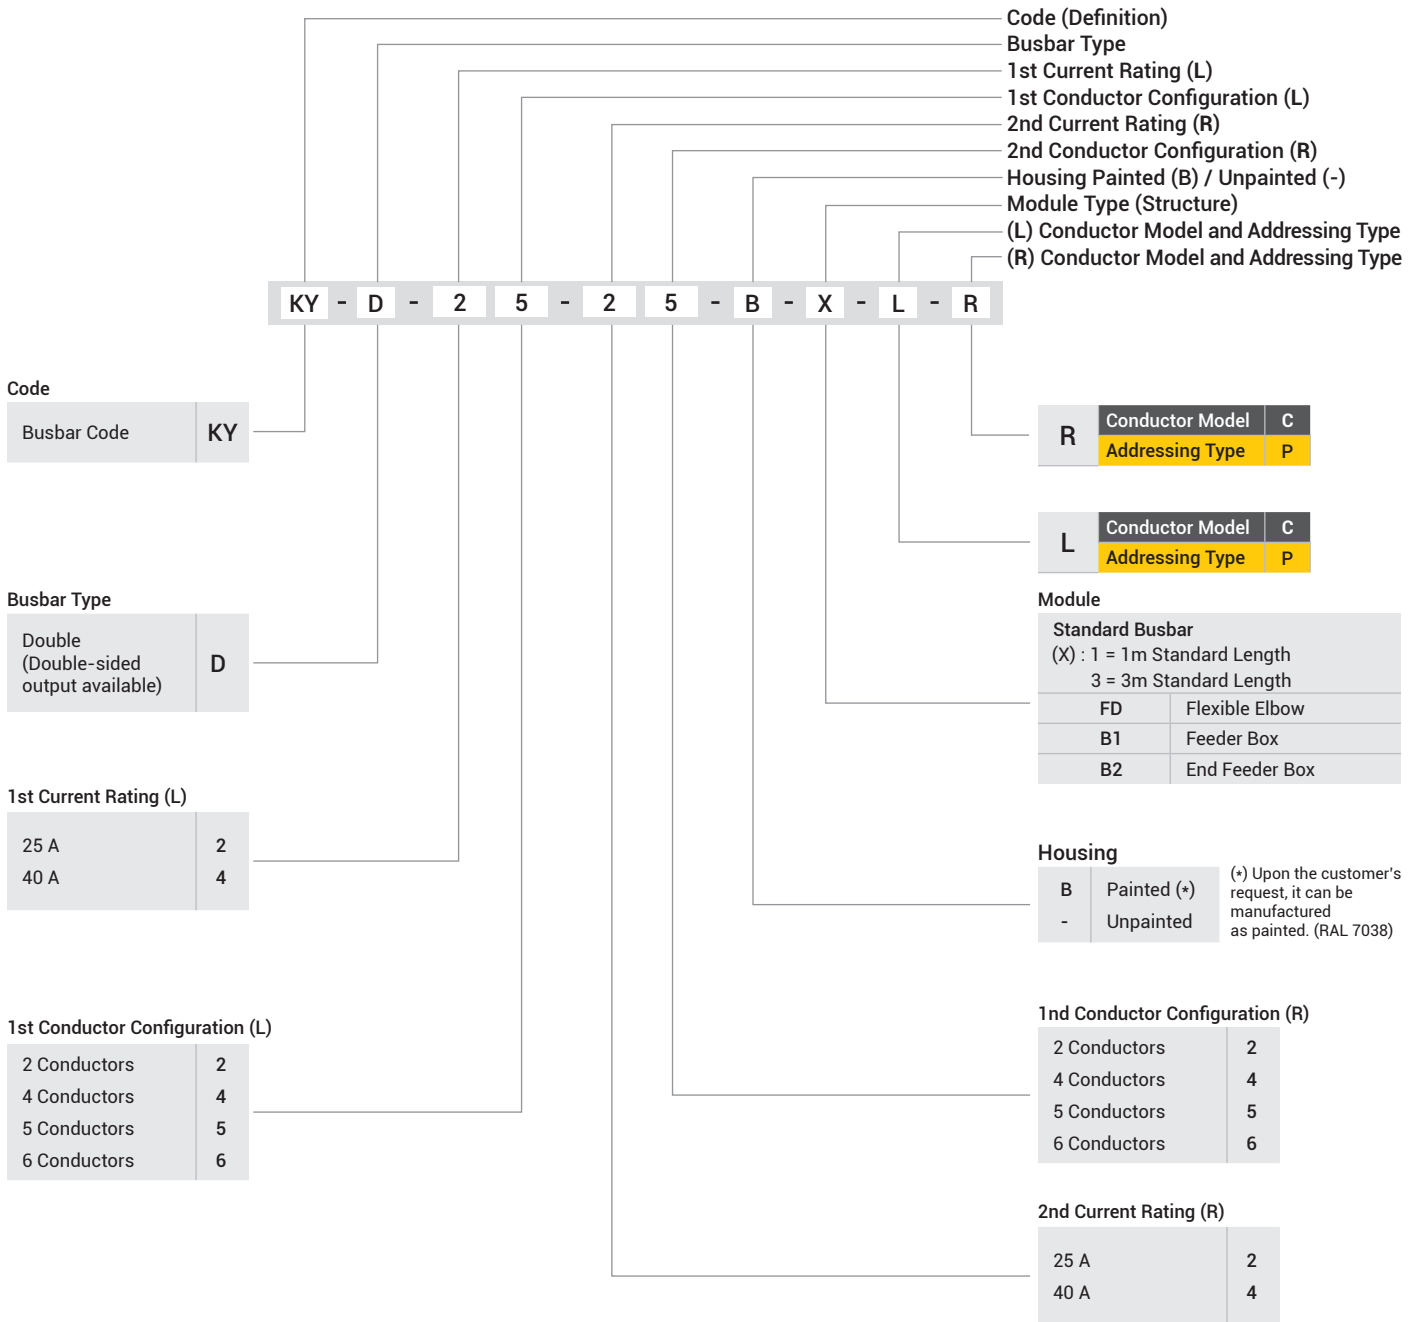 Code (Definition)
Busbar Type
1st Current Rating (L)
1st Conductor Configuration (L)
2nd Current Rating (R)
2nd Conductor Configuration (R)
Housing Painted (B) / Unpainted (-)
Module Type (Structure)
(L) Conductor Model and Addressing Type
(R) Conductor Model and Addressing Type
KY - D - 2 5 - 2 5 - B - X - L - R
Code
Busbar Code KY
Busbar Type
Double
(Double-sided
output available)
D
1st Current Rating (L)
25 A 2
40 A 4
1st Conductor Configuration (L)
2 Conductors 2
4 Conductors 4
5 Conductors 5
6 Conductors 6
R
Conductor Model C
Addressing Type P
L
Conductor Model C
Addressing Type P
Module
Standard Busbar
(X) : 1 = 1m Standard Length
3 = 3m Standard Length
FD Flexible Elbow
B1 Feeder Box
B2 End Feeder Box
Housing
B Painted (*)
- Unpainted
(*) Upon the customer's
request, it can be
manufactured
as painted. (RAL 7038)
1nd Conductor Configuration (R)
2 Conductors 2
4 Conductors 4
5 Conductors 5
6 Conductors 6
2nd Current Rating (R)
25 A 2
40 A 4